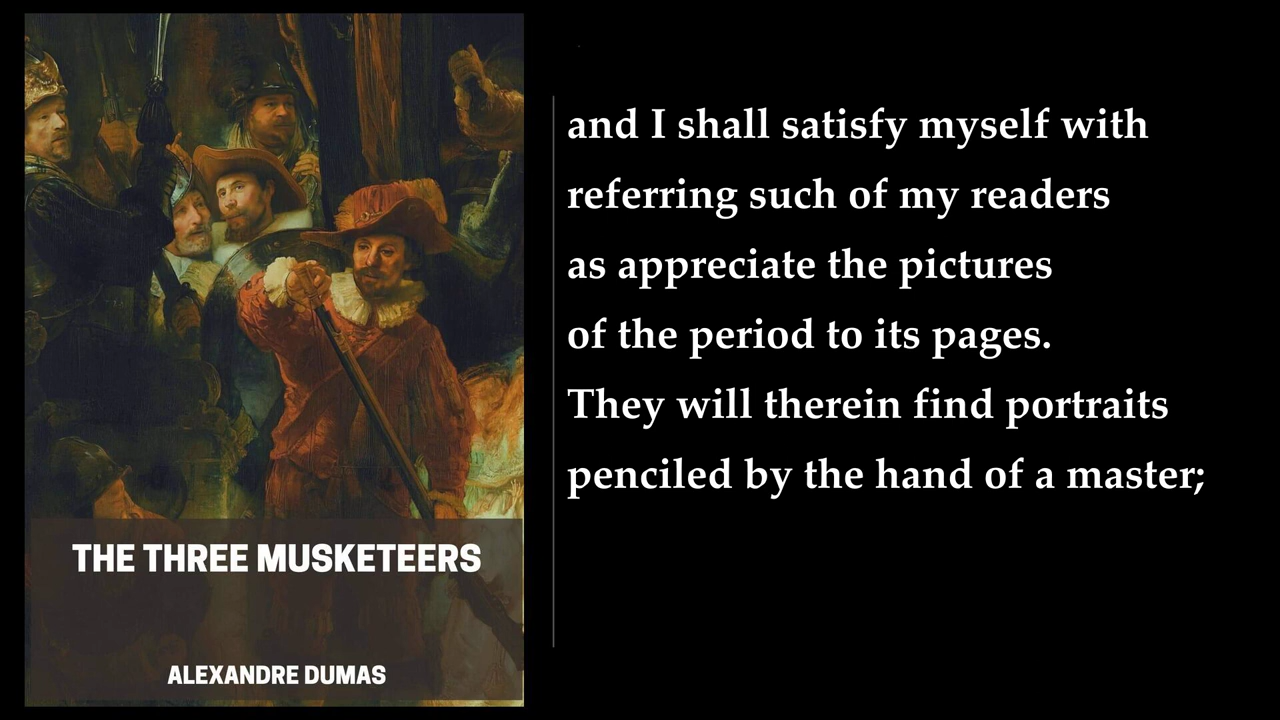 THE THREE MUSKETEERS
ALEXANDRE DUMAS
and I shall satisfy myself with
referring such of my readers
as appreciate the pictures
of the period to its pages.
They will therein find portraits
penciled by the hand of a master;